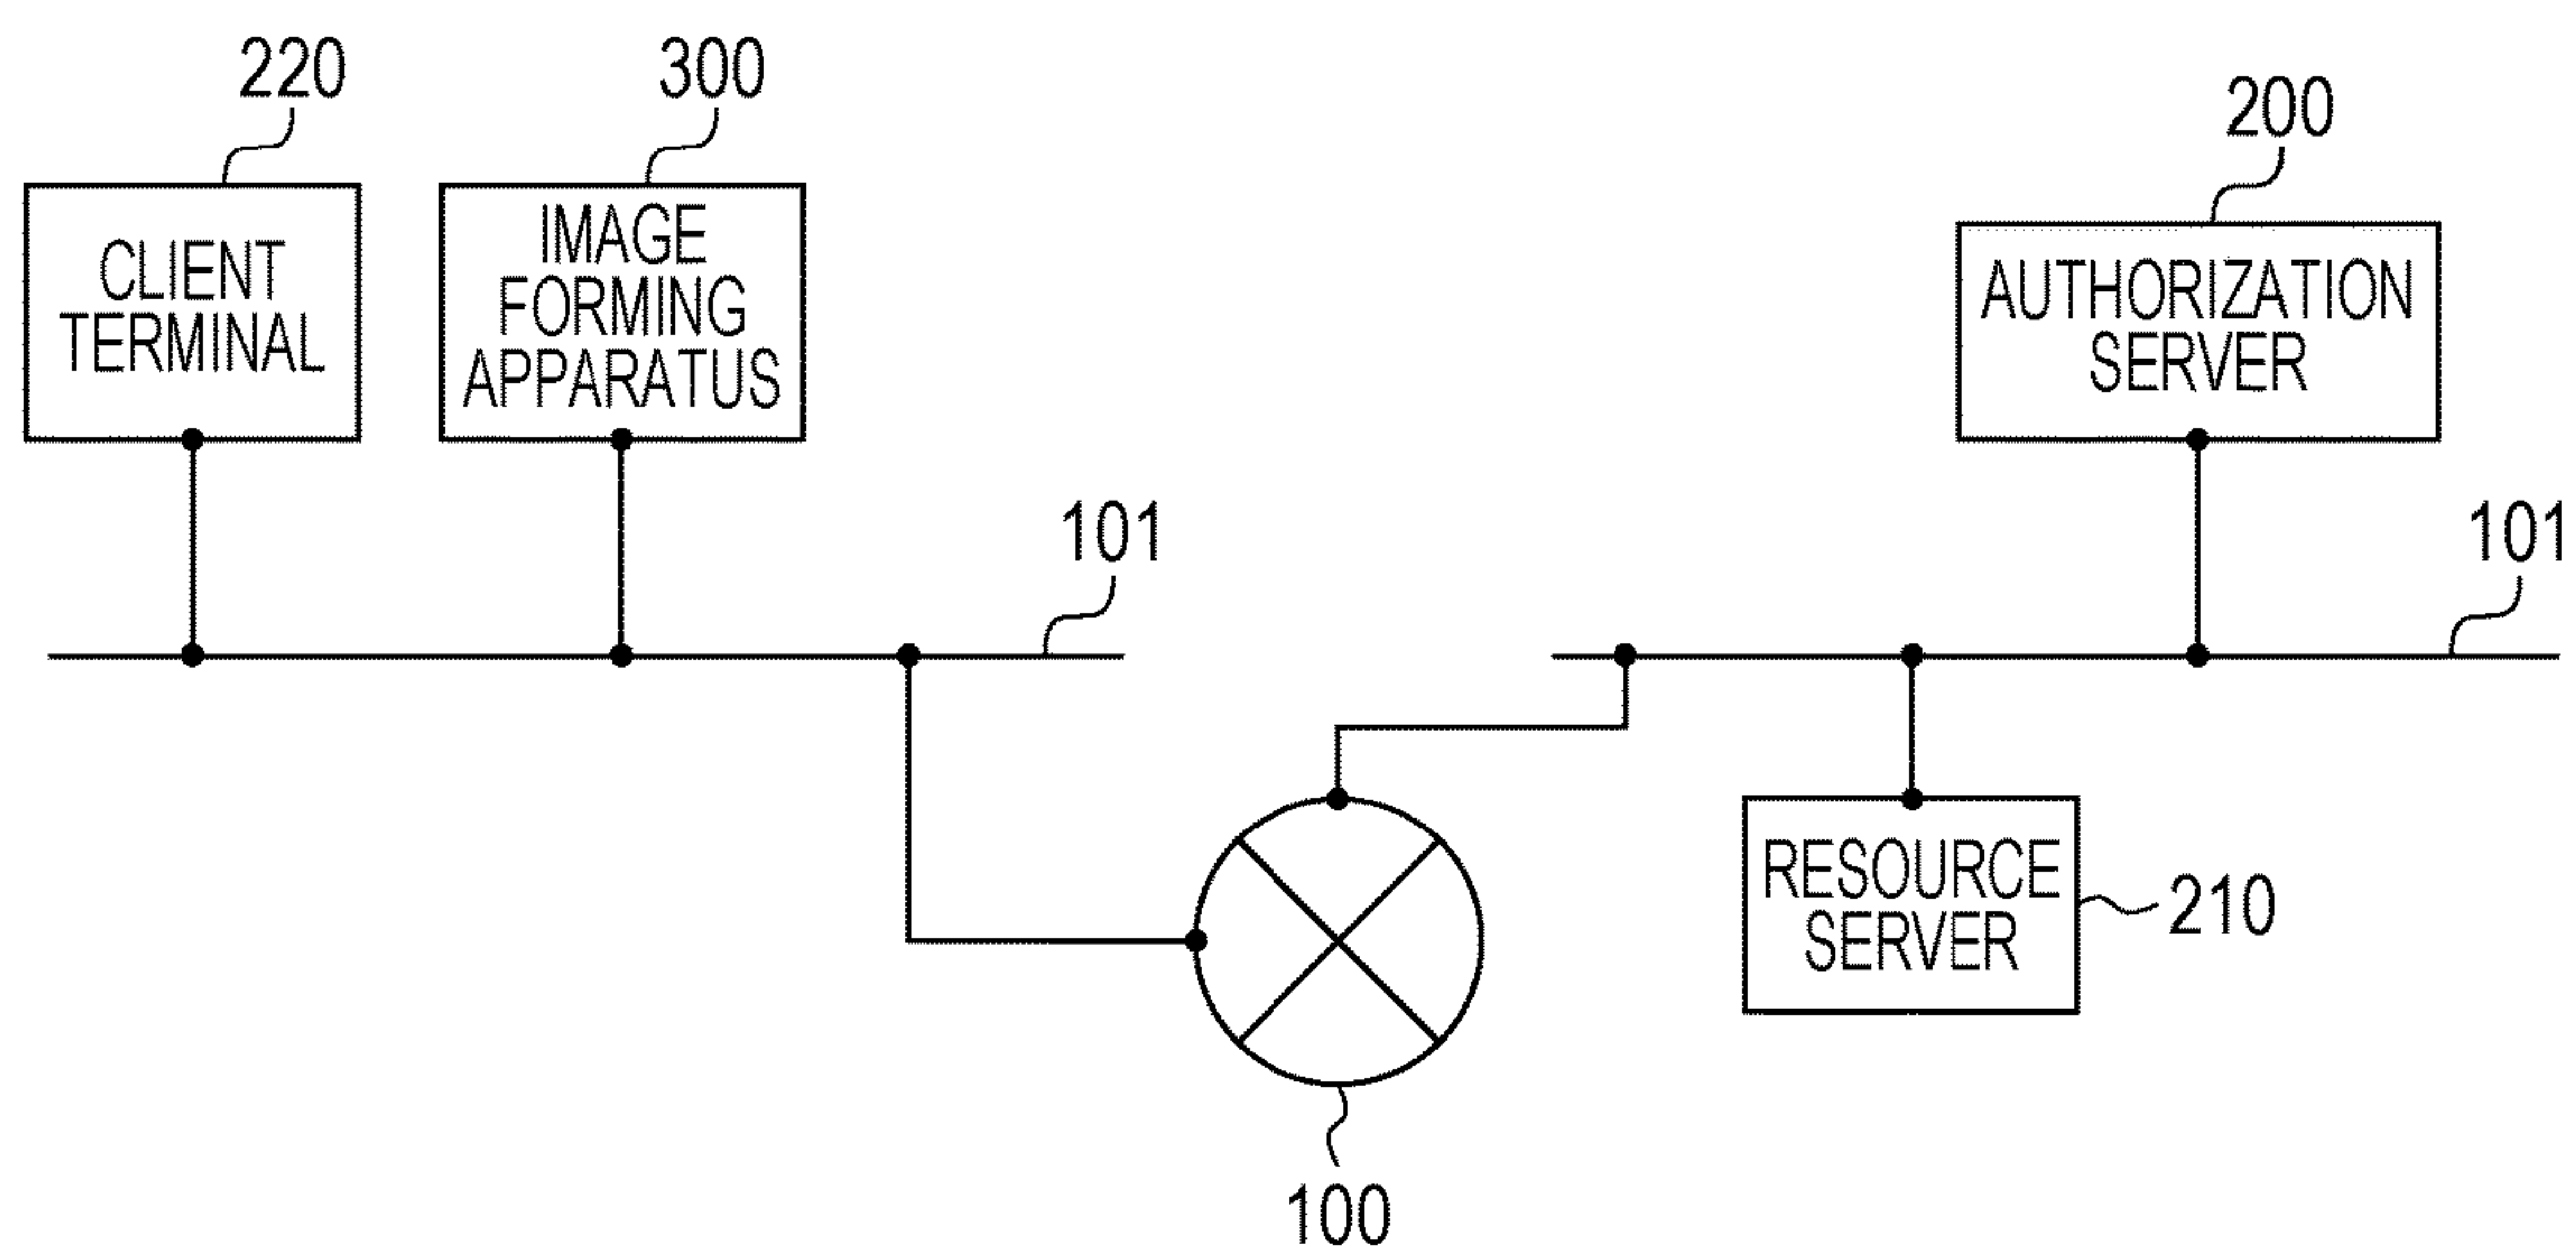 220
300
200
CLIENT
TERMINAL
IMAGE
FORMING
APPARATUS
AUTHORIZATION
SERVER
101
101
RESOURCE
SERVER
210
100